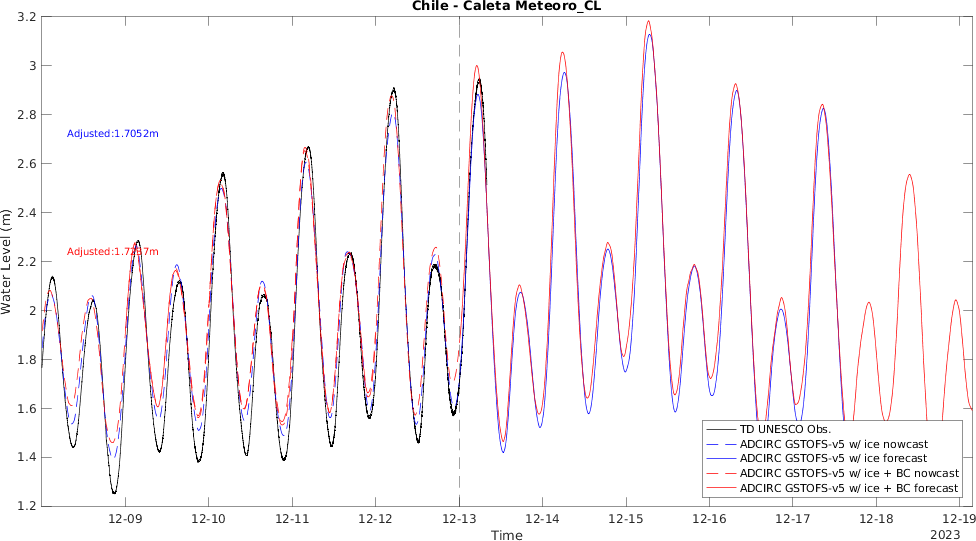 Chile - Caleta Meteoro_CL
3.2
3
2.8
2.6
2.4
2.2
2
1.8
1.6
1.4
1.2
Water Level (m)
Adjusted:1.7052m
TD UNESCO Obs.
ADCIRC GSTOFS-v5 w/ ice nowcast
ADCIRC GSTOFS-v5 w/ ice forecast
ADCIRC GSTOFS-v5 w/ ice + BC nowcast
ADCIRC GSTOFS-v5 w/ ice + BC forecast
12-09
12-10
12-11
12-12
12-13
12-14
12-15
12-16
12-17
12-18
12-19
Time
2023